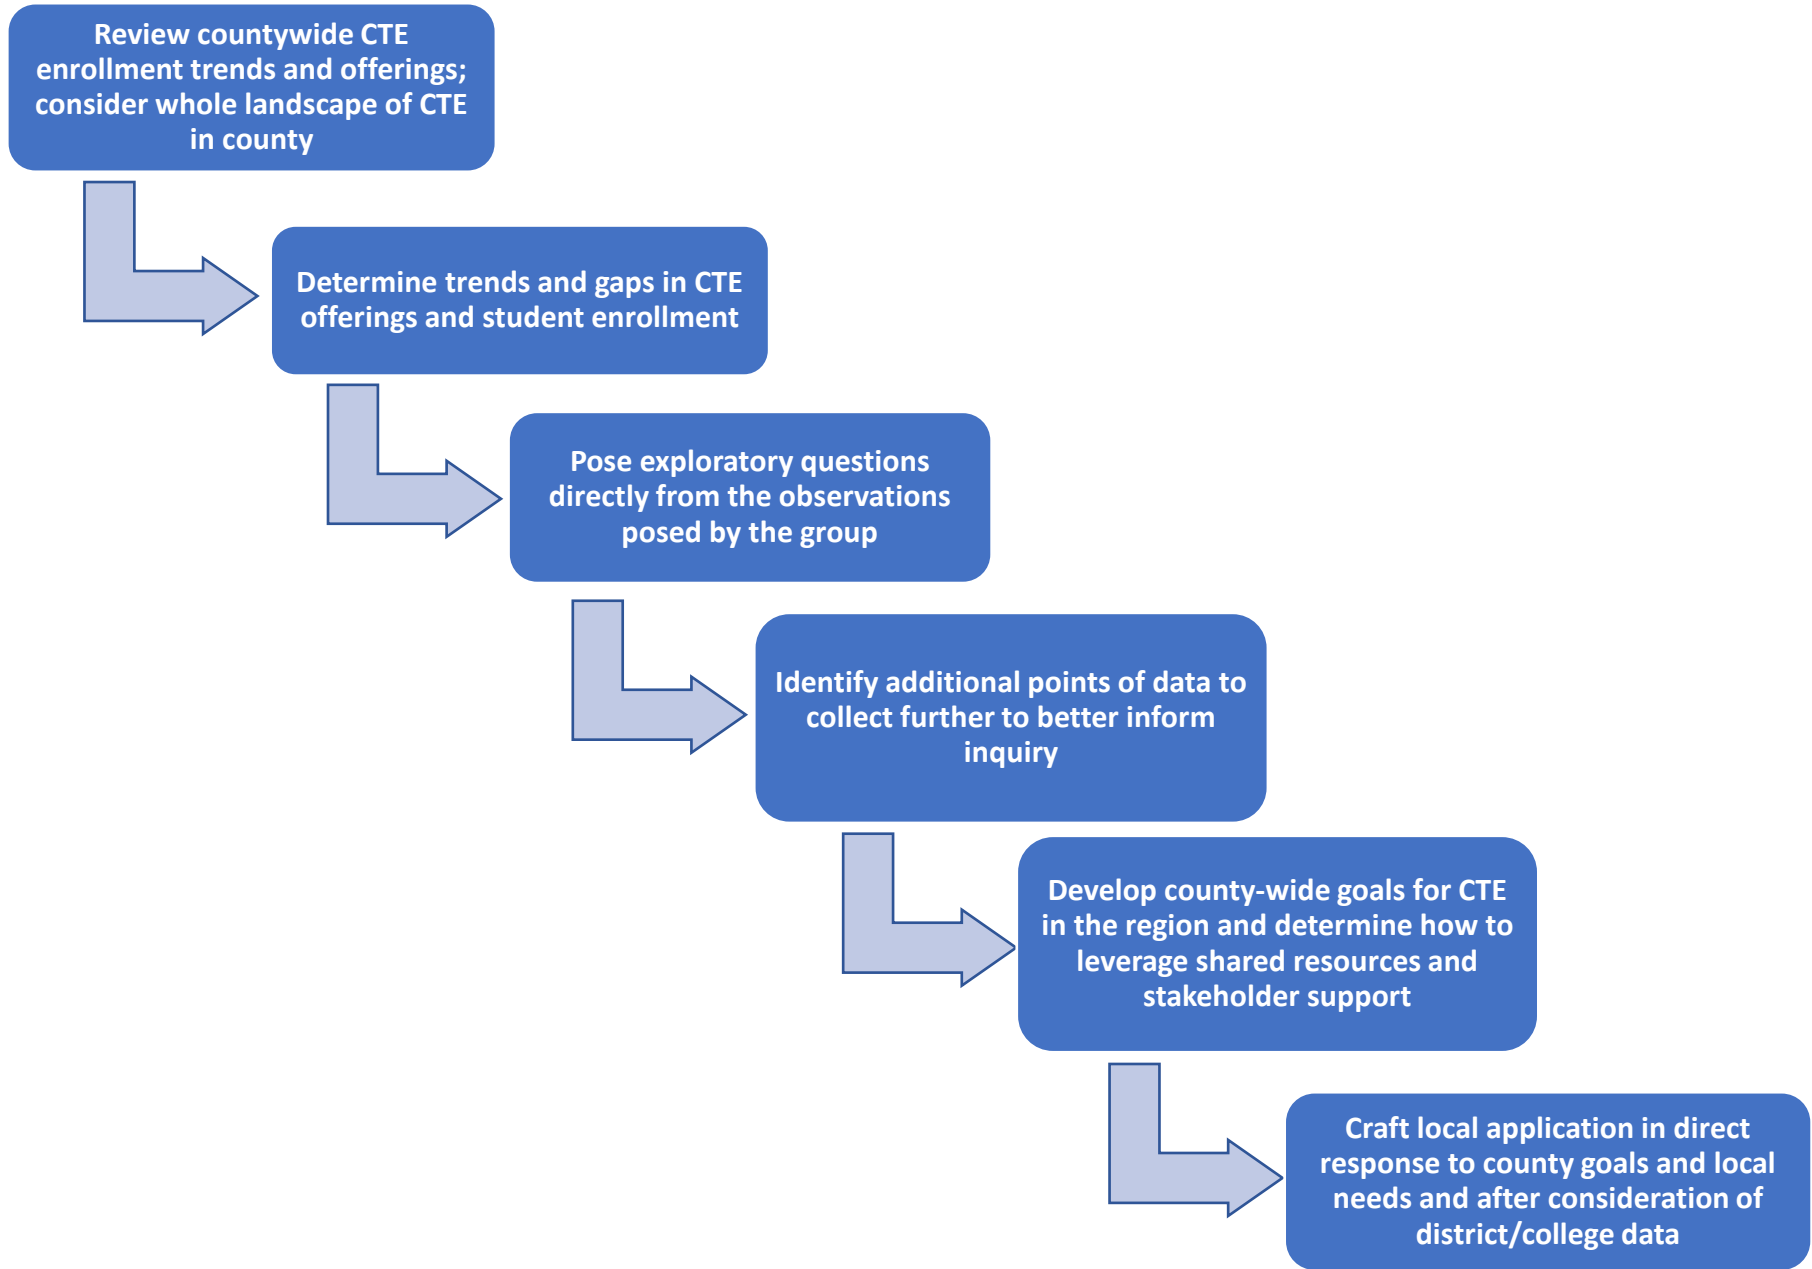 Review countywide CTE
enrollment trends and offerings;
consider whole landscape of CTE
in county
Determine trends and gaps in CTE
offerings and student enrollment
Pose exploratory questions
directly from the observations
posed by the group
Identify additional points of data to
collect further to better inform
inquiry
Develop county-wide goals for CTE
in the region and determine how to
leverage shared resources and
stakeholder support
Craft local application in direct
response to county goals and local
needs and after consideration of
district/college data